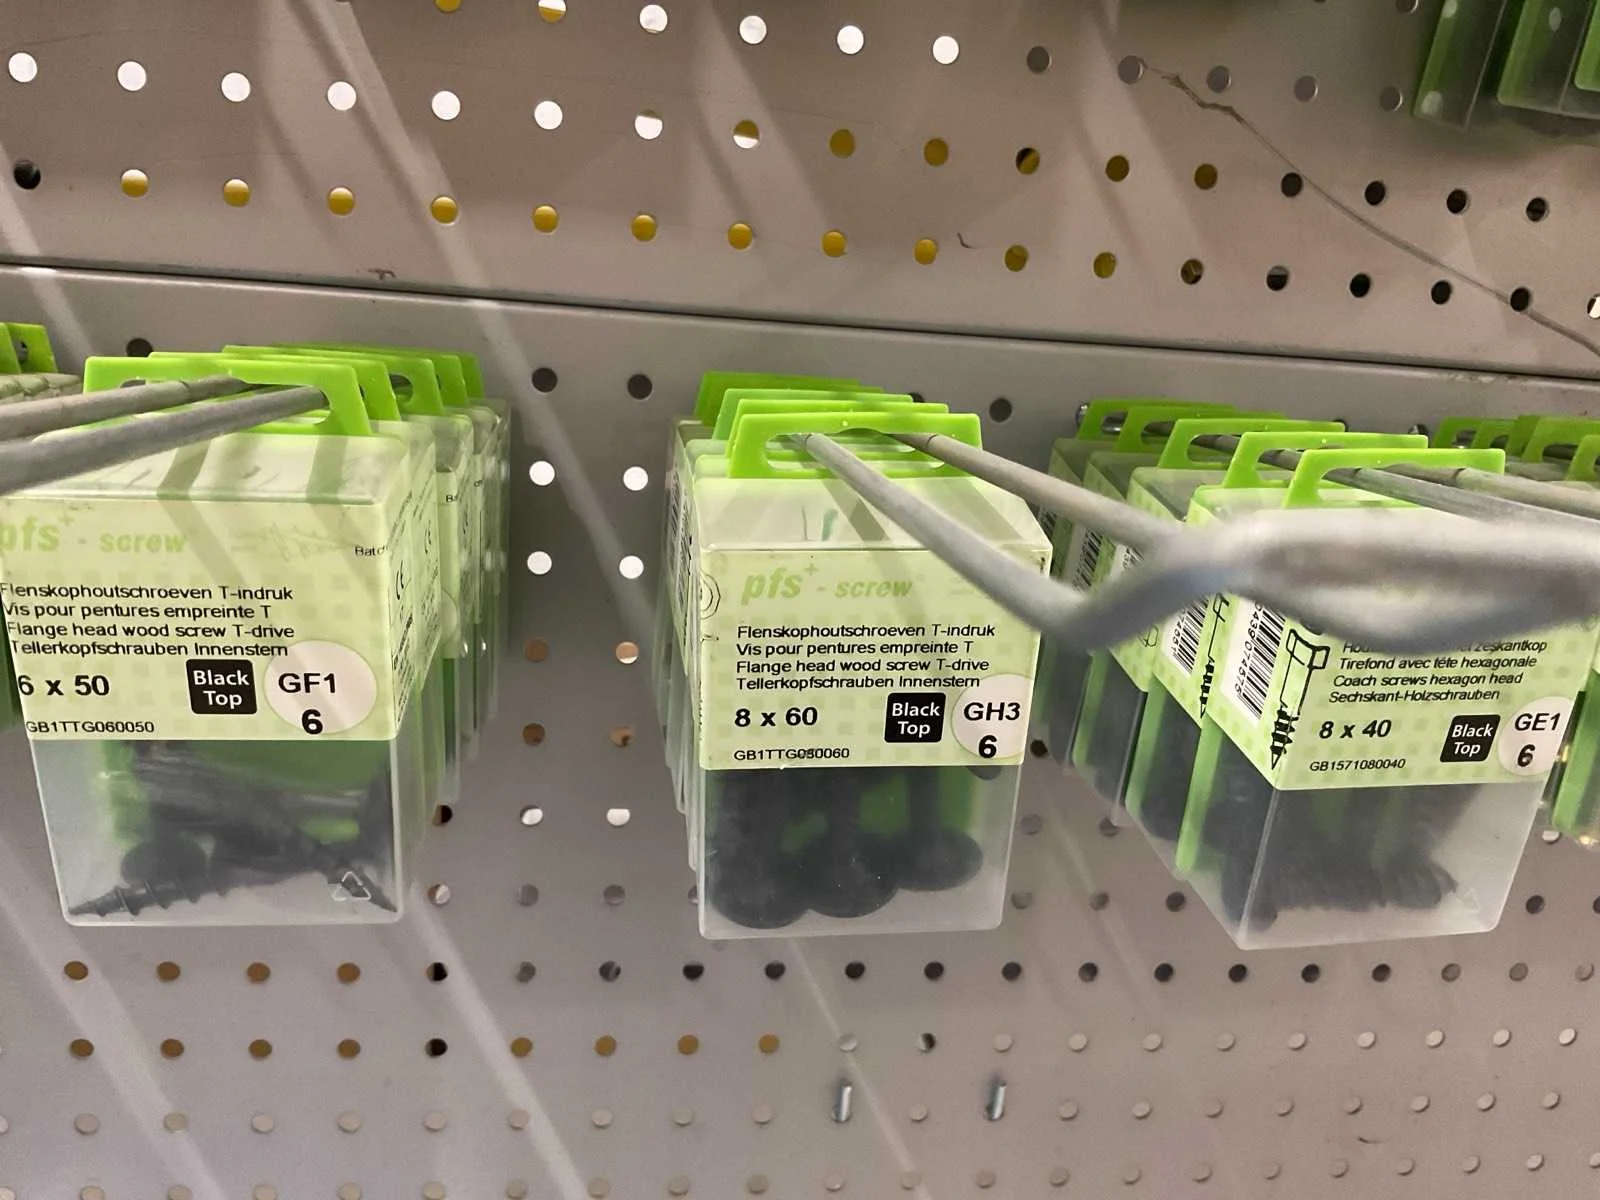 pfs+ - screw
Batc
Flenskophoutschroeven T-indruk
Vis pour pentures empreinte T
Flange head wood screw T-drive
Tellerkopfschrauben Innenstern
6 x 50
Black
Top
GF1
6
GB1TTG060050
pfs+ - screw
Flenskophoutschroeven T-indruk
Vis pour pentures empreinte T
Flange head wood screw T-drive
Tellerkopfschrauben Innenstern
8 x 60
Black
Top
GH3
6
GB1TTG080060
zeskantkop
Tirefond avec tête hexagonale
Coach screws hexagon head
Sechskant-Holzschrauben
8 x 40
Black
Top
GE1
6
GB1571080040